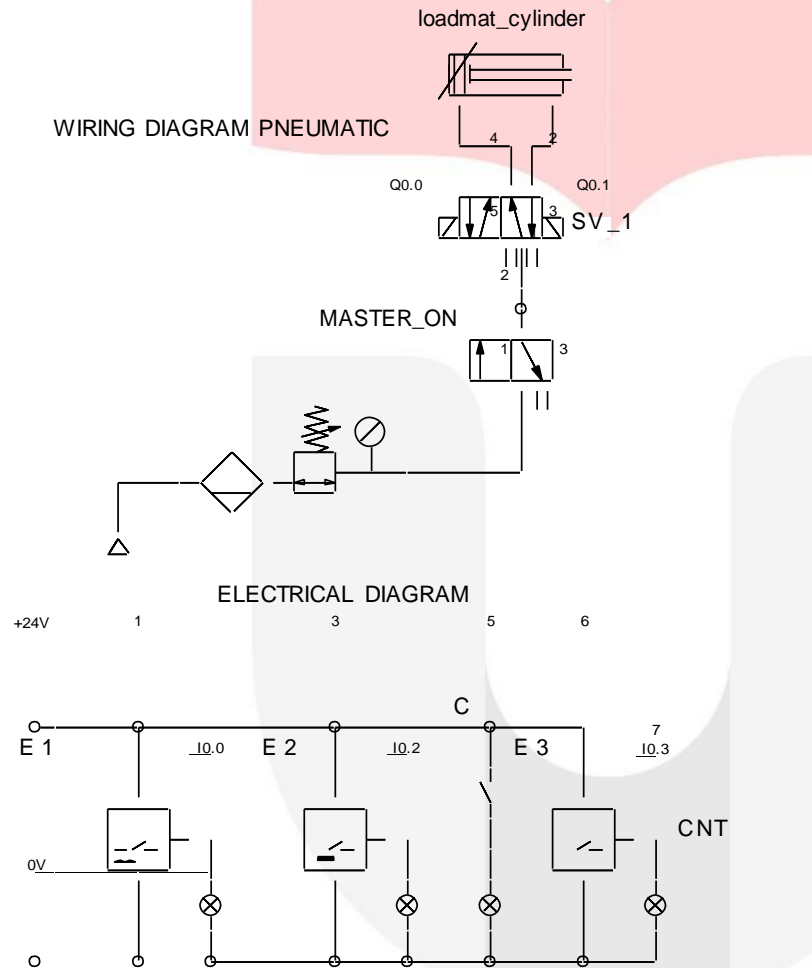 loadmat_cylinder
WIRING DIAGRAM PNEUMATIC
4 2
Q0.0 Q0.1
5 3 SV_1
2
MASTER_ON
1 3
ELECTRICAL DIAGRAM
+24V 1 3 5 6
C
7
E 1 I0.0 E 2 I0.2 E 3 I0.3
CNT
0V